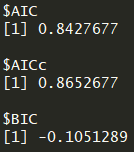 $AIC
[1] 0.8427677
$AICc
[1] 0.8652677
$BIC
[1] -0.1051289